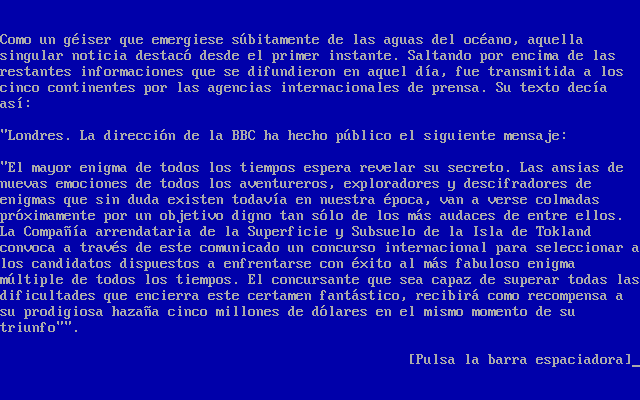 Como un géiser que emergiese súbitamente de las aguas del océano, aquella
singular noticia destacó desde el primer instante. Saltando por encima de las
restantes informaciones que se difundieron en aquel día, fue transmitida a los
cinco continentes por las agencias internacionales de prensa. Su texto decía
así:
"Londres. La dirección de la BBC ha hecho público el siguiente mensaje:
"El mayor enigma de todos los tiempos espera revelar su secreto. Las ansias de
nuevas emociones de todos los aventureros, exploradores y descifradores de
enigmas que sin duda existen todavía en nuestra época, van a verse colmadas
próximamente por un objetivo digno tan sólo de los más audaces de entre ellos.
La Compañía arrendataria de la Superficie y Subsuelo de la Isla de Tokland
convoca a través de este comunicado un concurso internacional para seleccionar a
los candidatos dispuestos a enfrentarse con éxito al más fabuloso enigma
múltiple de todos los tiempos. El concursante que sea capaz de superar todas las
dificultades que encierra este certamen fantástico, recibirá como recompensa a
su prodigiosa hazaña cinco millones de dólares en el mismo momento de su
triunfo"".
[Pulsa la barra espaciadora]_